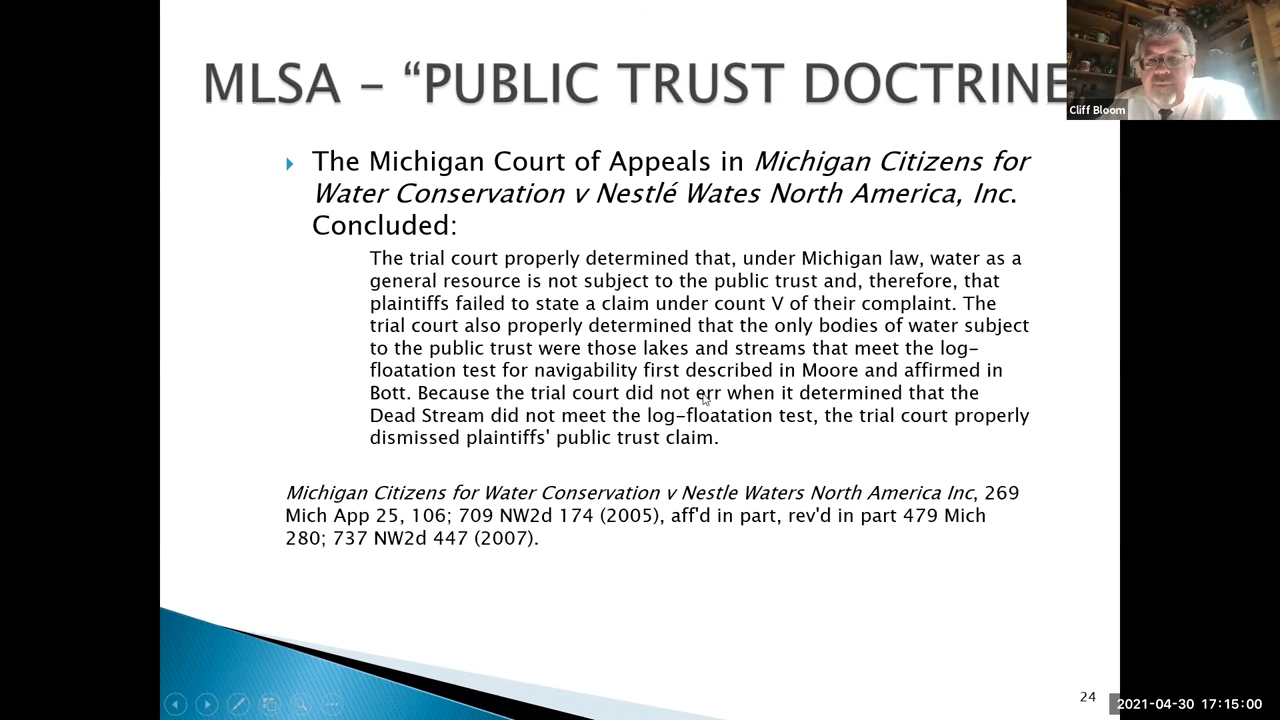 MLSA – “PUBLIC TRUST DOCTRINE
Cliff Bloom
The Michigan Court of Appeals in Michigan Citizens for
Water Conservation v Nestlé Wates North America, Inc.
Concluded:
The trial court properly determined that, under Michigan law, water as a
general resource is not subject to the public trust and, therefore, that
plaintiffs failed to state a claim under count V of their complaint. The
trial court also properly determined that the only bodies of water subject
to the public trust were those lakes and streams that meet the log-
floatation test for navigability first described in Moore and affirmed in
Bott. Because the trial court did not err when it determined that the
Dead Stream did not meet the log-floatation test, the trial court properly
dismissed plaintiffs' public trust claim.
Michigan Citizens for Water Conservation v Nestle Waters North America Inc, 269
Mich App 25, 106; 709 NW2d 174 (2005), aff'd in part, rev'd in part 479 Mich
280; 737 NW2d 447 (2007).
24
2021-04-30 17:15:00